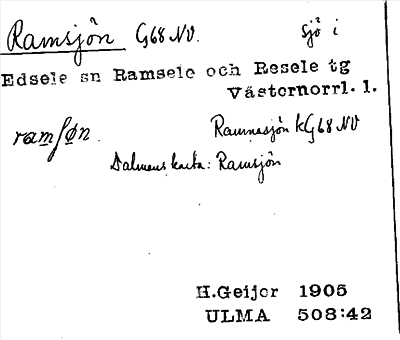 Ramsjön G68 NV. Sjö i
Edsele sn Ramsele och Resele tg
Västernorrl. l.
ramʃøn. Ramnesjön kG68 NV
Dalmans karta: Ramsjön
H.Geijer 1905
ULMA 508:42